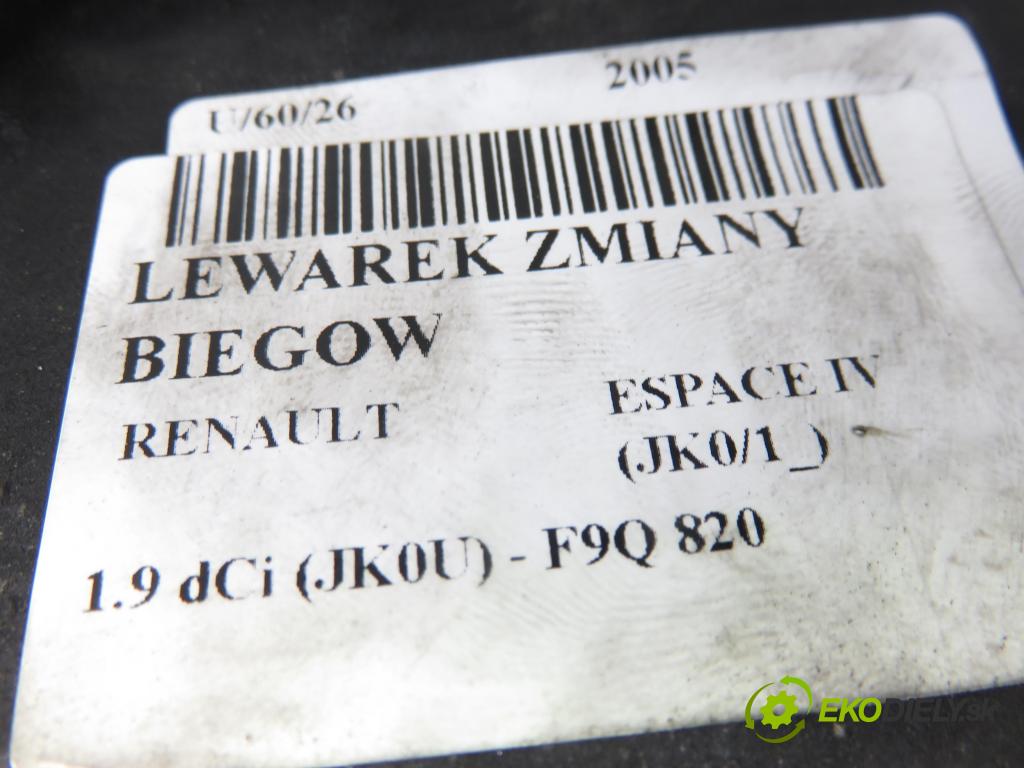 U/60/26 2005
LEWAREK ZMIANY
BIEGOW
RENAULT ESPACE IV
(JK0/1_)
1.9 dCi (JK0U) - F9Q 820
EKODIELY.sk